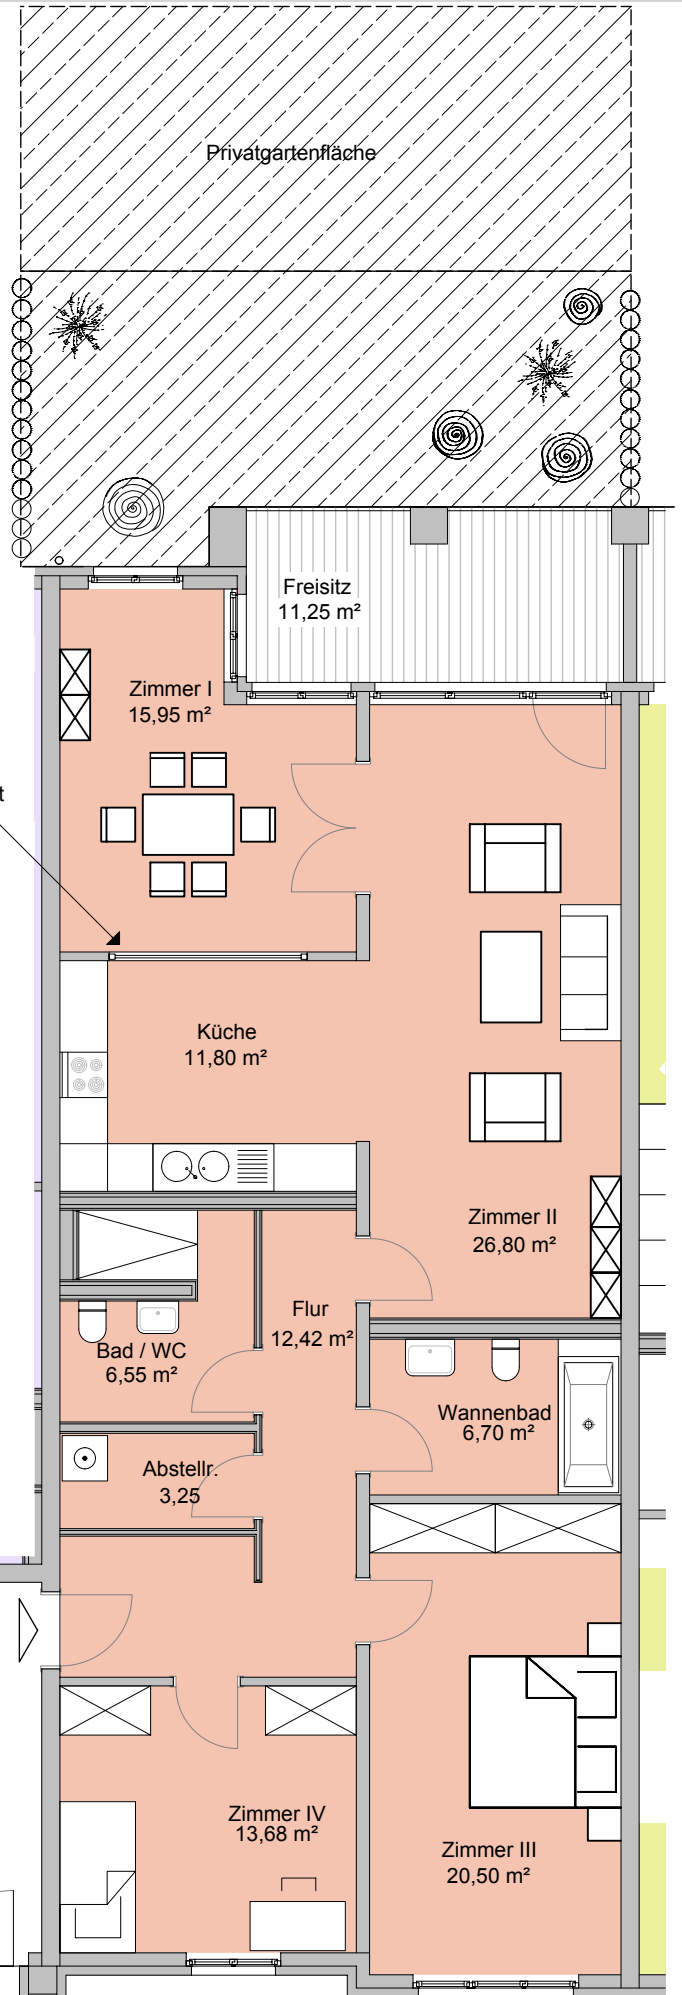 Privatgartenfläche
Freisitz
11,25 m²
Zimmer I
15,95 m²
t
Küche
11,80 m²
Zimmer II
26,80 m²
Flur
12,42 m²
Bad / WC
6,55 m²
Wannenbad
6,70 m²
Abstellr.
3,25
Zimmer IV
13,68 m²
Zimmer III
20,50 m²